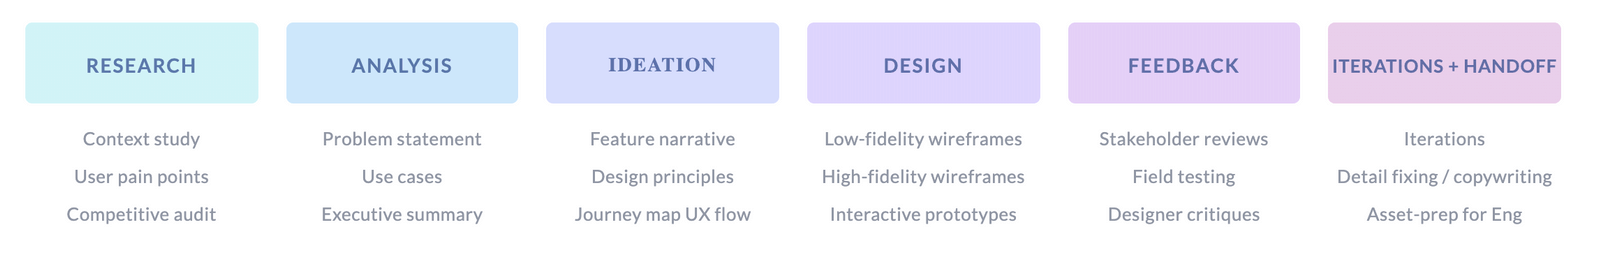 RESEARCH
Context study
User pain points
Competitive audit
ANALYSIS
Problem statement
Use cases
Executive summary
IDEATION
Feature narrative
Design principles
Journey map UX flow
DESIGN
Low-fidelity wireframes
High-fidelity wireframes
Interactive prototypes
FEEDBACK
Stakeholder reviews
Field testing
Designer critiques
ITERATIONS + HANDOFF
Iterations
Detail fixing / copywriting
Asset-prep for Eng